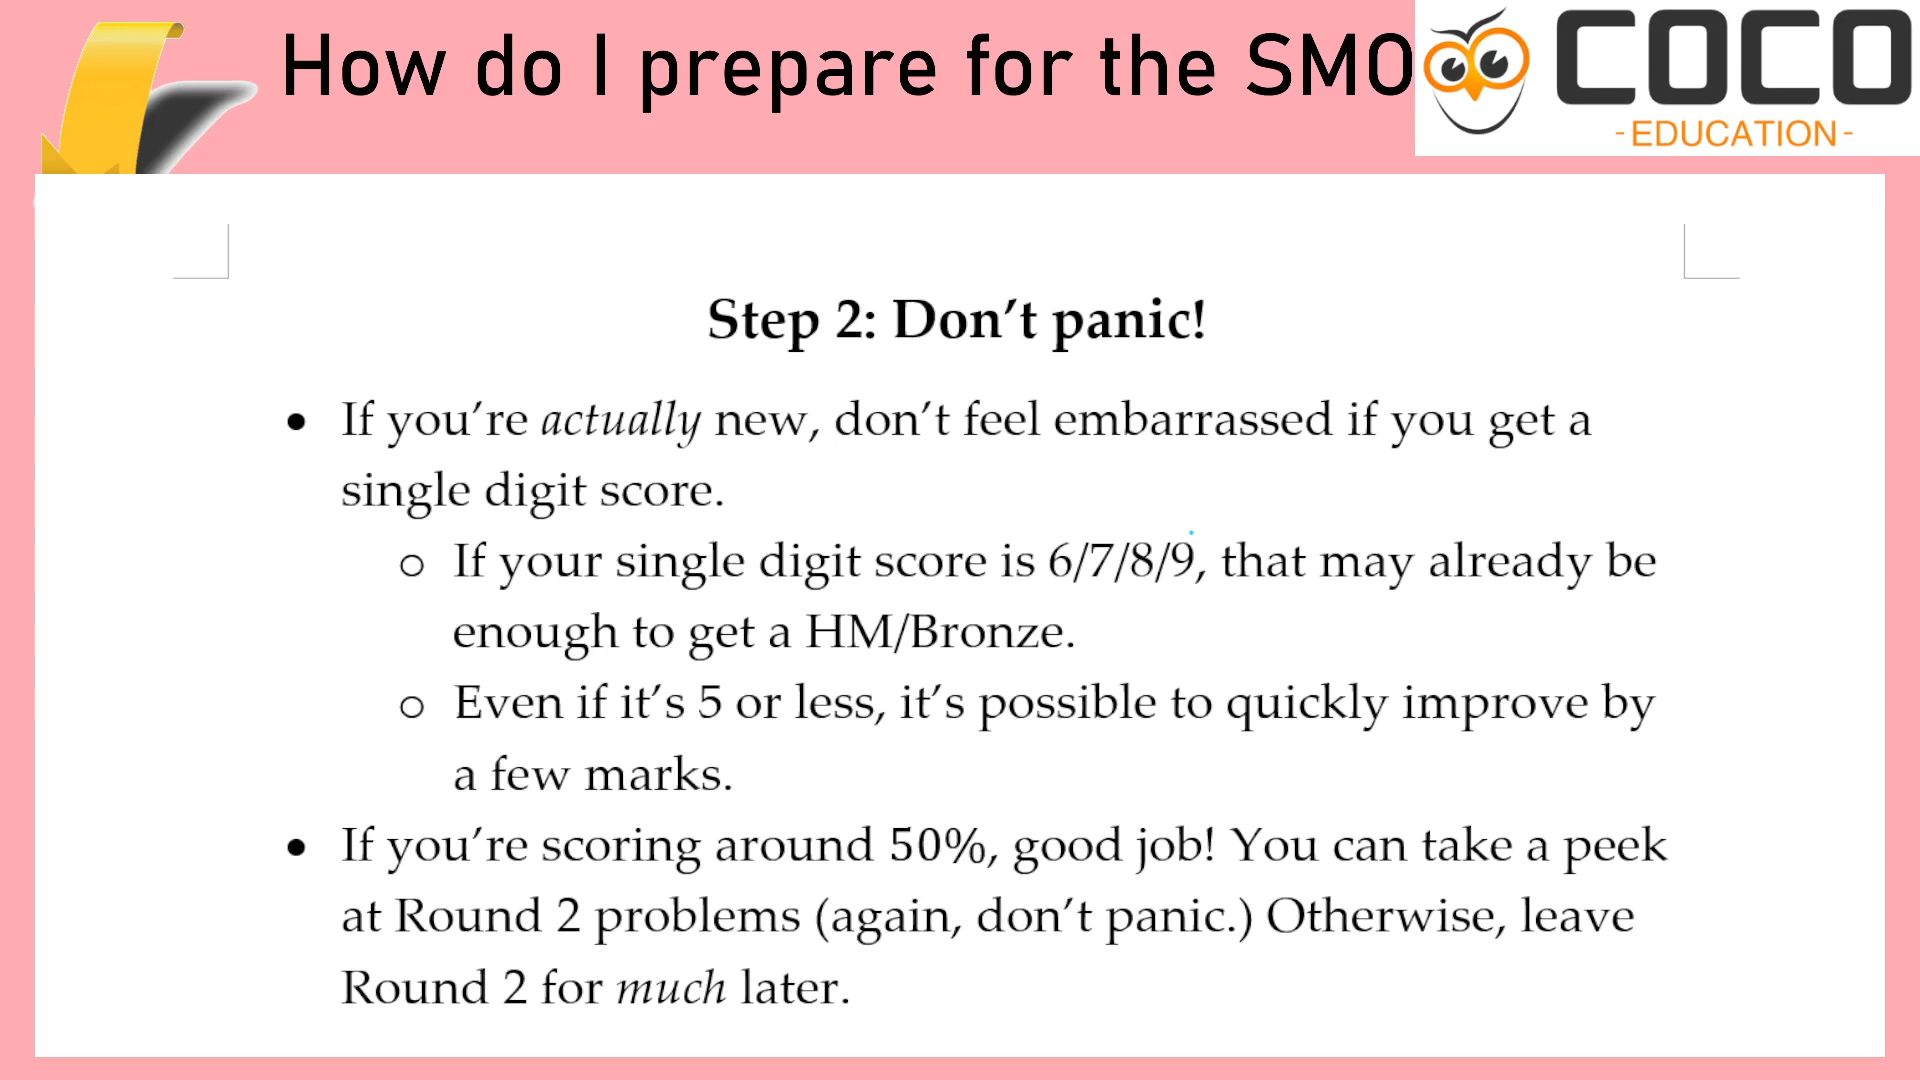 How do I prepare for the SMO
COCO
-EDUCATION-
Step 2: Don’t panic!
• If you’re actually new, don’t feel embarrassed if you get a
single digit score.
o If your single digit score is 6/7/8/9, that may already be
enough to get a HM/Bronze.
o Even if it’s 5 or less, it’s possible to quickly improve by
a few marks.
• If you’re scoring around 50%, good job! You can take a peek
at Round 2 problems (again, don’t panic.) Otherwise, leave
Round 2 for much later.